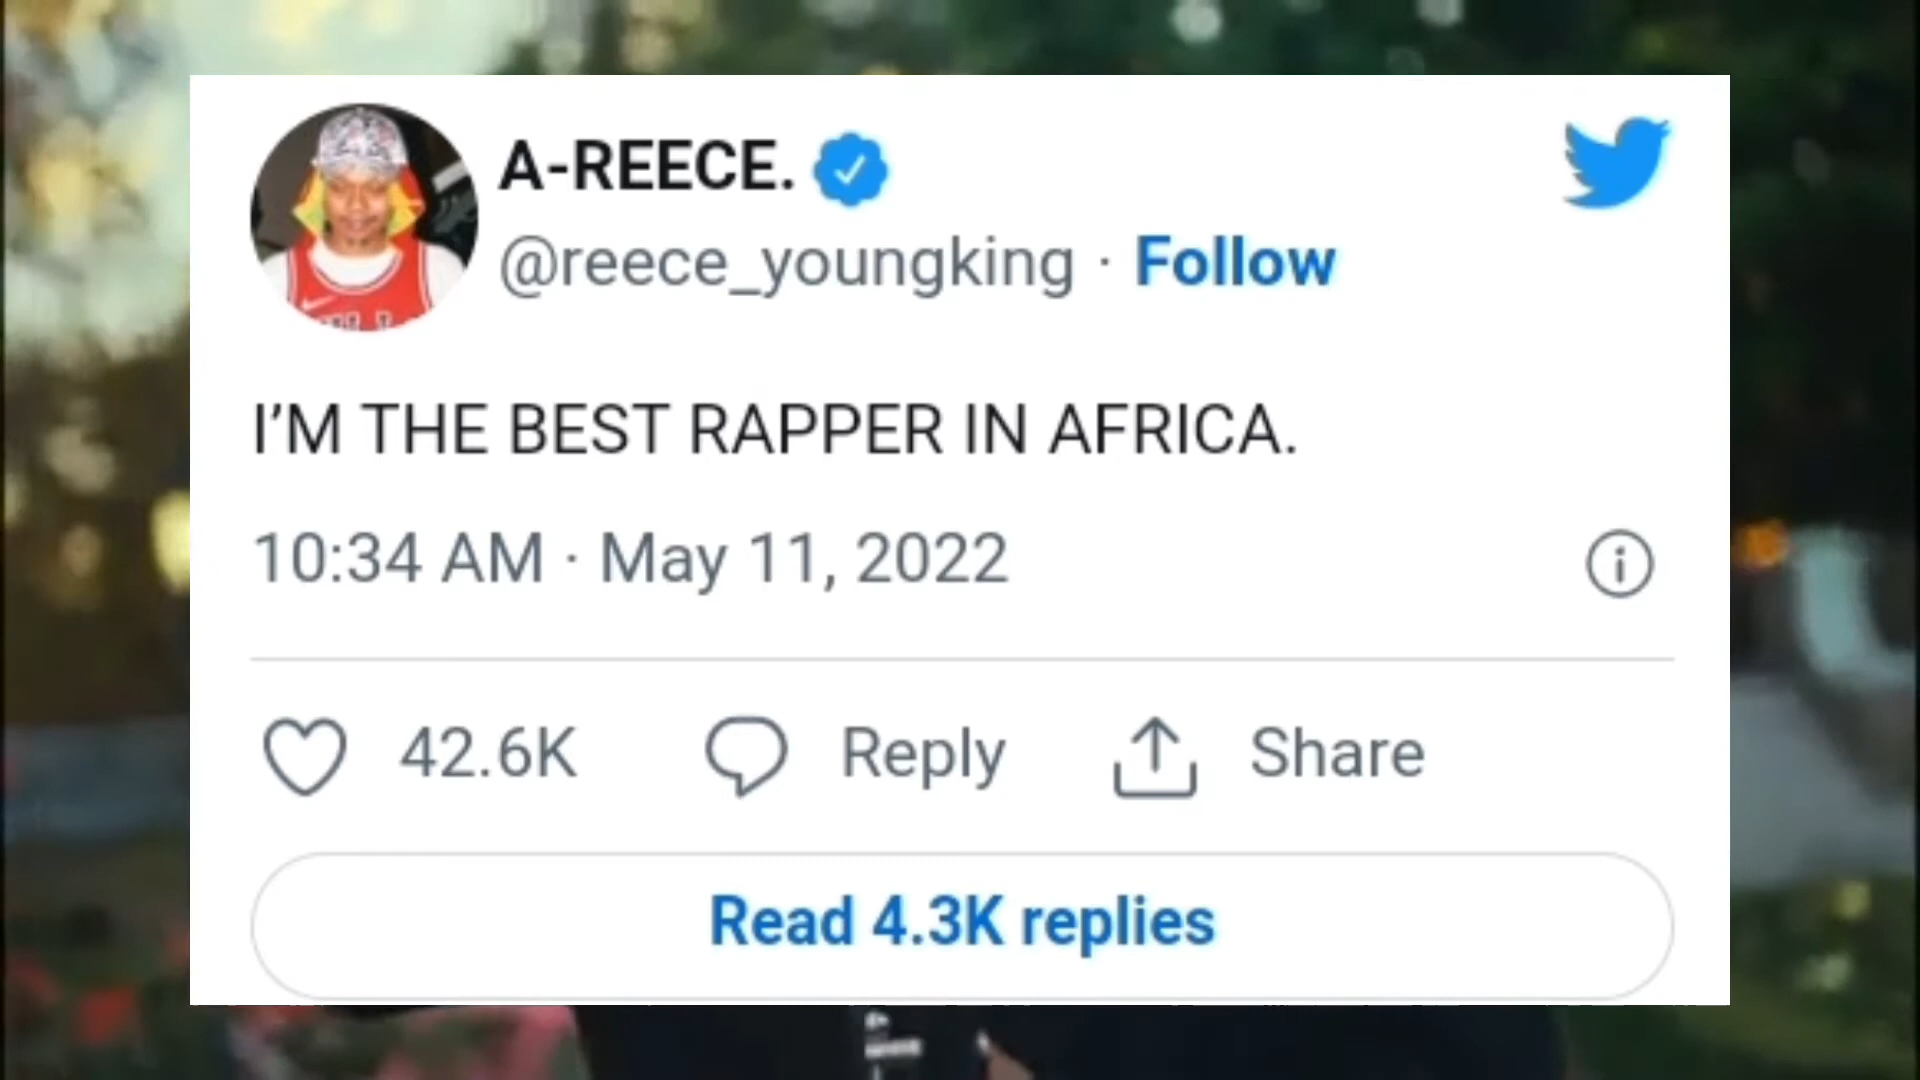 A-REECE.
@reece_youngking · Follow
I’M THE BEST RAPPER IN AFRICA.
10:34 AM · May 11, 2022
42.6K Reply Share
Read 4.3K replies